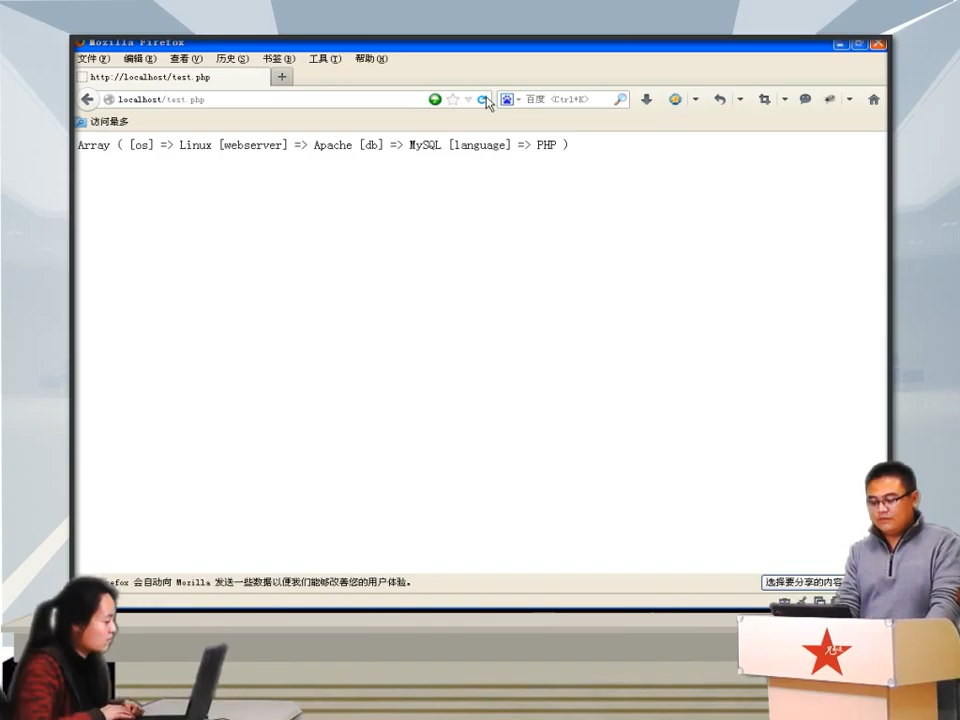 Mozilla Firefox
文件(F) 编辑(E) 查看(V) 历史(S) 书签(B) 工具(T) 帮助(H)
http://localhost/test.php
localhost/test.php
百度 <Ctrl+K>
访问最多
Array ( [os] => Linux [webserver] => Apache [db] => MySQL [language] => PHP )
efox 会自动向 Mozilla 发送一些数据以便我们能够改善您的用户体验。
选择要分享的内容